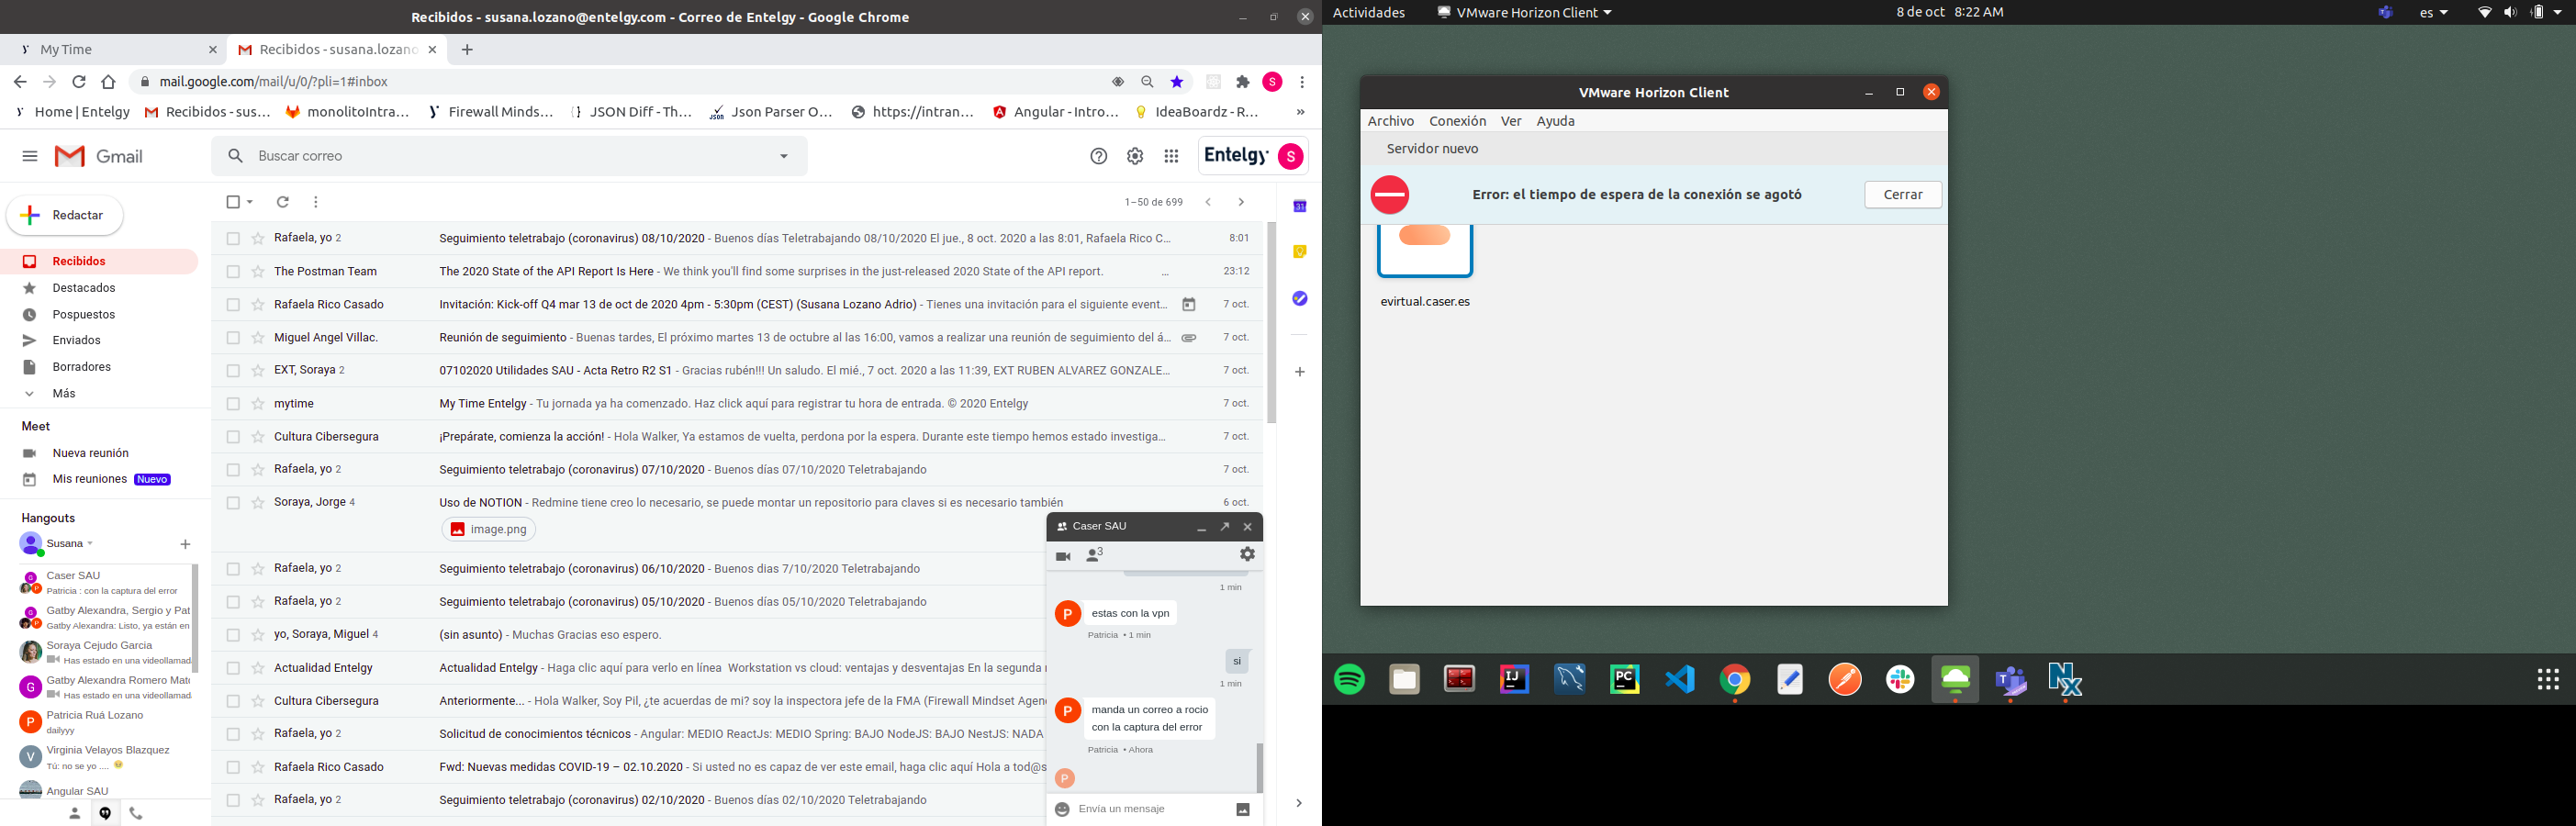 Recibidos - susana.lozano@entelgy.com - Correo de Entelgy - Google Chrome
My Time
Recibidos - susana.lozano
mail.google.com/mail/u/0/?pli=1#inbox
Home | Entelgy
Recibidos - sus...
monolitoIntra...
Firewall Minds...
JSON Diff - Th...
Json Parser O...
https://intran...
Angular - Intro...
IdeaBoardz - R...
»
Gmail
Buscar correo
Entelgy
S
Redactar
1–50 de 699
Recibidos
Destacados
Pospuestos
Enviados
Borradores
Más
Meet
Nueva reunión
Mis reuniones Nuevo
Hangouts
Susana
Caser SAU
Patricia : con la captura del error
Gatby Alexandra, Sergio y Pat
Gatby Alexandra: Listo, ya están en
Soraya Cejudo Garcia
Has estado en una videollamada
Gatby Alexandra Romero Mate
Has estado en una videollamada
Patricia Ruá Lozano
dailyyy
Virginia Velayos Blazquez
Tú: no se yo ....
Angular SAU
Rafaela, yo 2 Seguimiento teletrabajo (coronavirus) 08/10/2020 - Buenos días Teletrabajando 08/10/2020 El jue., 8 oct. 2020 a las 8:01, Rafaela Rico C... 8:01
The Postman Team The 2020 State of the API Report Is Here - We think you'll find some surprises in the just-released 2020 State of the API report. ... 23:12
Rafaela Rico Casado Invitación: Kick-off Q4 mar 13 de oct de 2020 4pm - 5:30pm (CEST) (Susana Lozano Adrio) - Tienes una invitación para el siguiente event... 7 oct.
Miguel Angel Villac. Reunión de seguimiento - Buenas tardes, El próximo martes 13 de octubre al las 16:00, vamos a realizar una reunión de seguimiento del á... 7 oct.
EXT, Soraya 2 07102020 Utilidades SAU - Acta Retro R2 S1 - Gracias rubén!!! Un saludo. El mié., 7 oct. 2020 a las 11:39, EXT RUBEN ALVAREZ GONZALE... 7 oct.
mytime My Time Entelgy - Tu jornada ya ha comenzado. Haz click aquí para registrar tu hora de entrada. © 2020 Entelgy 7 oct.
Cultura Cibersegura ¡Prepárate, comienza la acción! - Hola Walker, Ya estamos de vuelta, perdona por la espera. Durante este tiempo hemos estado investiga... 7 oct.
Rafaela, yo 2 Seguimiento teletrabajo (coronavirus) 07/10/2020 - Buenos días 07/10/2020 Teletrabajando 7 oct.
Soraya, Jorge 4 Uso de NOTION - Redmine tiene creo lo necesario, se puede montar un repositorio para claves si es necesario también 6 oct.
image.png
Rafaela, yo 2 Seguimiento teletrabajo (coronavirus) 06/10/2020 - Buenos dias 7/10/2020 Teletrabajando
Rafaela, yo 2 Seguimiento teletrabajo (coronavirus) 05/10/2020 - Buenos días 05/10/2020 Teletrabajando
yo, Soraya, Miguel 4 (sin asunto) - Muchas Gracias eso espero.
Actualidad Entelgy Actualidad Entelgy - Haga clic aquí para verlo en línea Workstation vs cloud: ventajas y desventajas En la segunda
Cultura Cibersegura Anteriormente... - Hola Walker, Soy Pil, ¿te acuerdas de mi? soy la inspectora jefe de la FMA (Firewall Mindset Agen
Rafaela, yo 2 Solicitud de conocimientos técnicos - Angular: MEDIO ReactJs: MEDIO Spring: BAJO NodeJS: BAJO NestJS: NADA
Rafaela Rico Casado Fwd: Nuevas medidas COVID-19 – 02.10.2020 - Si usted no es capaz de ver este email, haga clic aquí Hola a tod@s
Rafaela, yo 2 Seguimiento teletrabajo (coronavirus) 02/10/2020 - Buenos días 02/10/2020 Teletrabajando
Caser SAU
3
1 min
P
estas con la vpn
Patricia • 1 min
si
1 min
P
manda un correo a rocio
con la captura del error
Patricia • Ahora
P
Envía un mensaje
Actividades
VMware Horizon Client
8 de oct 8:22 AM
es
VMware Horizon Client
Archivo Conexión Ver Ayuda
Servidor nuevo
Error: el tiempo de espera de la conexión se agotó
Cerrar
evirtual.caser.es
IJ
PC